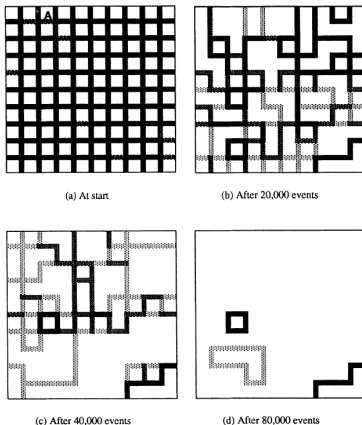 A
(a) At start
(b) After 20,000 events
(c) After 40,000 events
(d) After 80,000 events